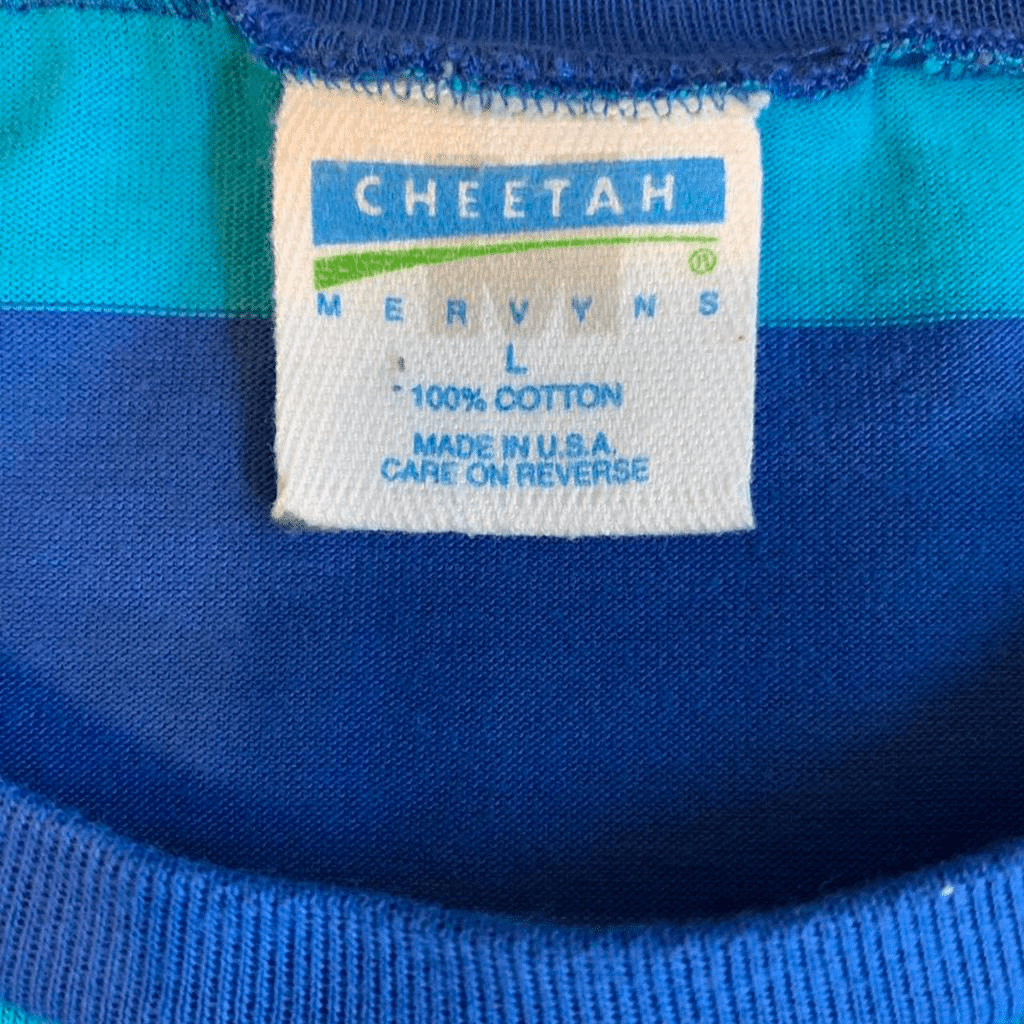 CHEETAH
®
MERVYNS
L
100% COTTON
MADE IN U.S.A.
CARE ON REVERSE